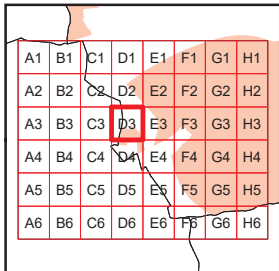 A1 B1 C1 D1 E1 F1 G1 H1
A2 B2 C2 D2 E2 F2 G2 H2
A3 B3 C3 D3 E3 F3 G3 H3
A4 B4 C4 D4 E4 F4 G4 H4
A5 B5 C5 D5 E5 F5 G5 H5
A6 B6 C6 D6 E6 F6 G6 H6